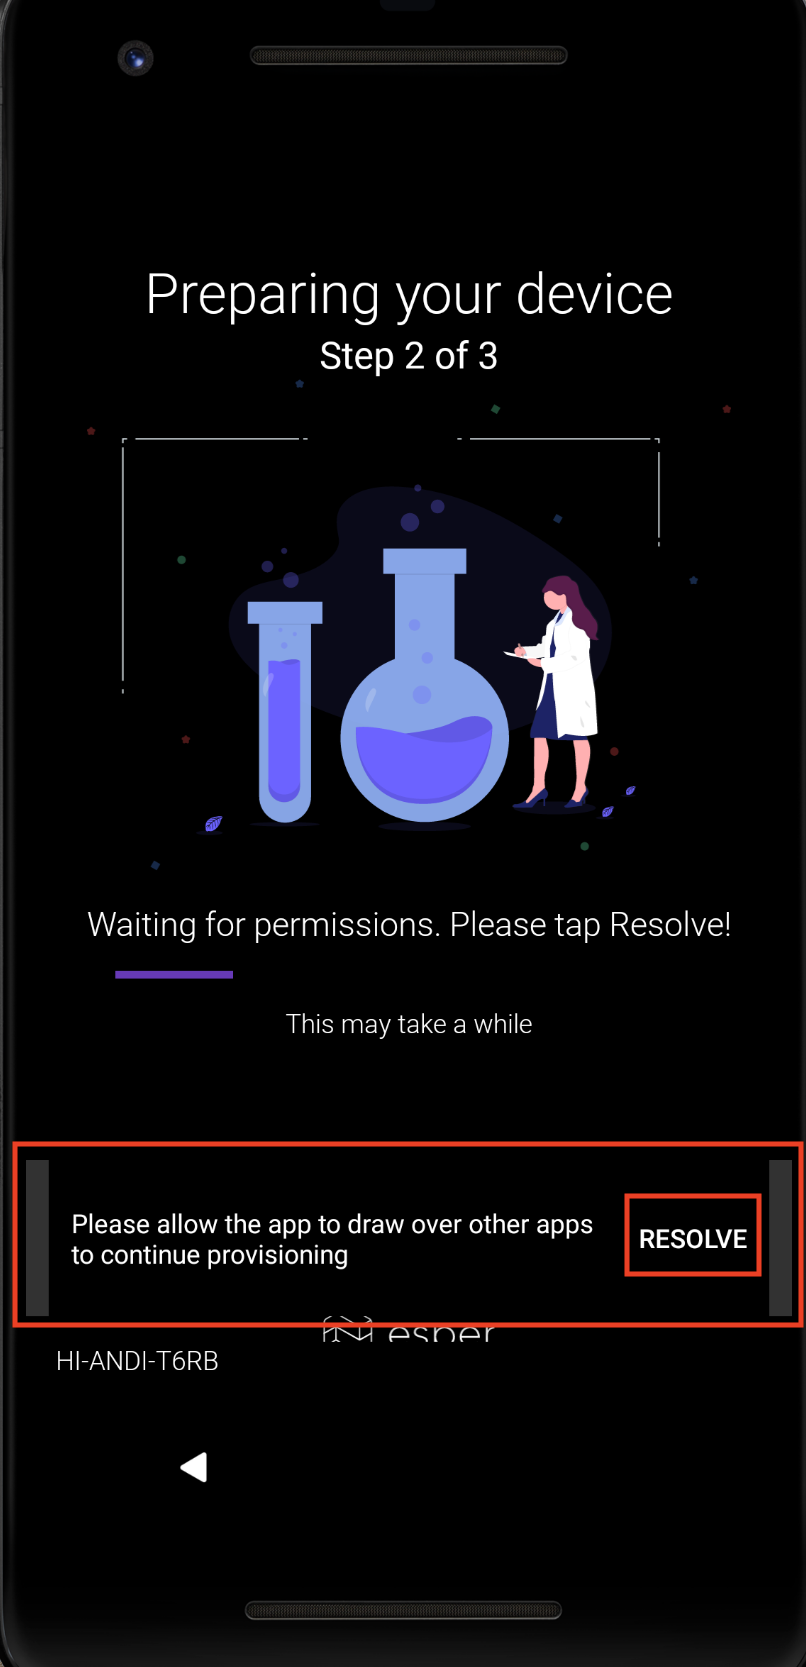 Preparing your device
Step 2 of 3
Waiting for permissions. Please tap Resolve!
This may take a while
Please allow the app to draw over other apps
to continue provisioning
RESOLVE
esper
HI-ANDI-T6RB